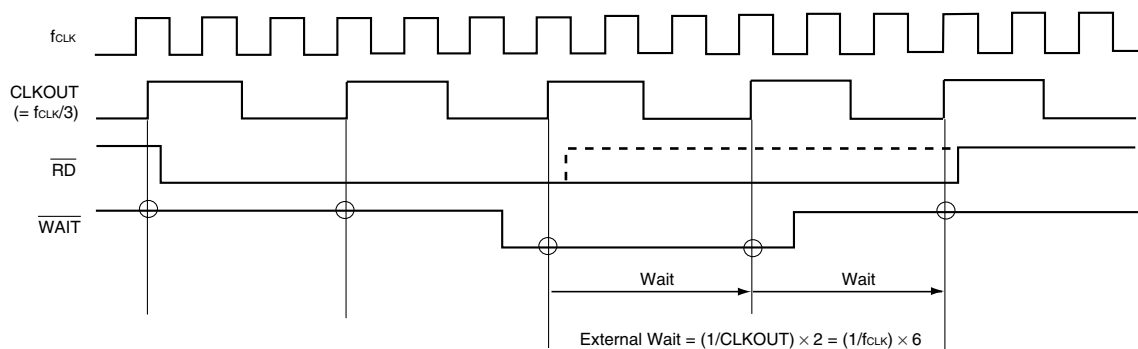 fCLK
CLKOUT
(= fCLK/3)
RD
WAIT
Wait
Wait
External Wait = (1/CLKOUT) × 2 = (1/fCLK) × 6